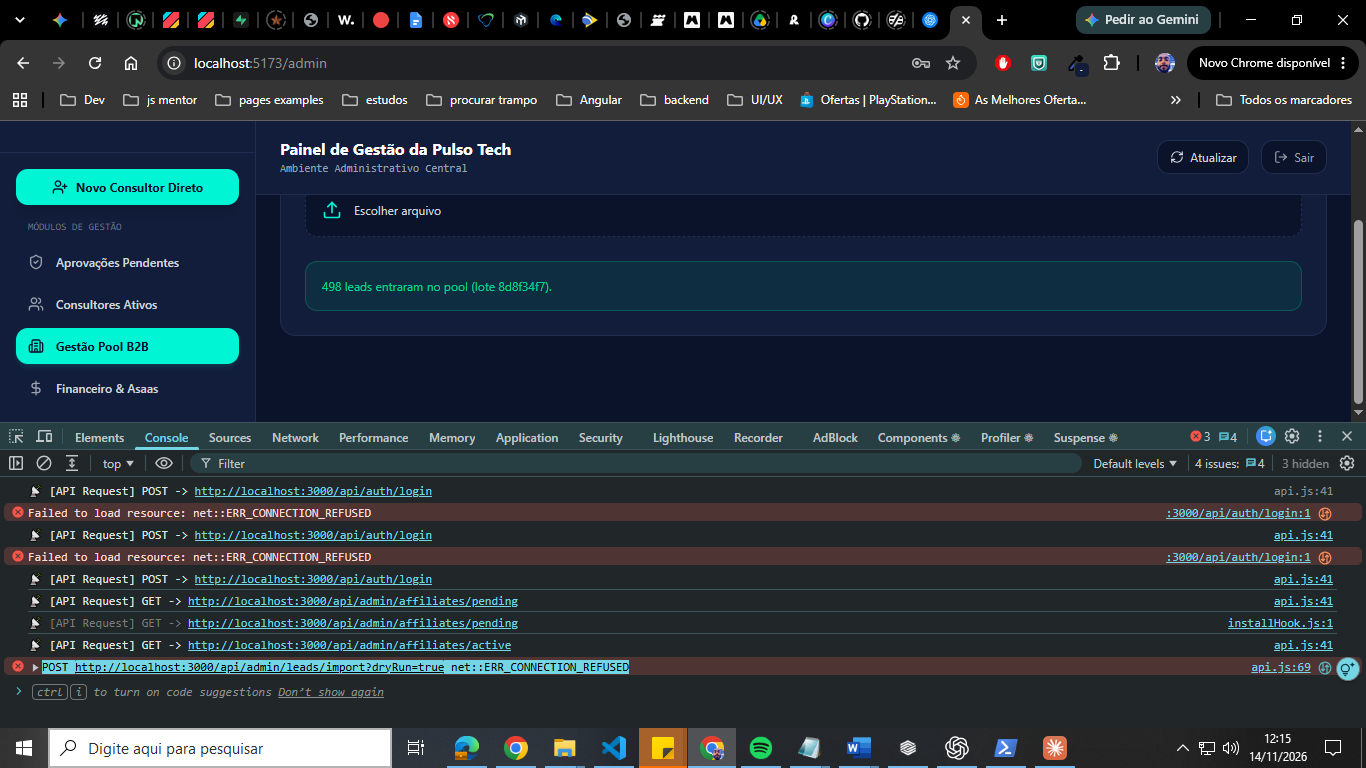 Pedir ao Gemini
localhost:5173/admin
Novo Chrome disponível
Dev
js mentor
pages examples
estudos
procurar trampo
Angular
backend
UI/UX
Ofertas | PlayStation...
As Melhores Oferta...
Todos os marcadores
Novo Consultor Direto
MÓDULOS DE GESTÃO
Aprovações Pendentes
Consultores Ativos
Gestão Pool B2B
Financeiro & Asaas
Painel de Gestão da Pulso Tech
Ambiente Administrativo Central
Atualizar
Sair
Escolher arquivo
498 leads entraram no pool (lote 8d8f34f7).
Elements Console Sources Network Performance Memory Application Security Lighthouse Recorder AdBlock Components Profiler Suspense 3 4
top Filter Default levels 4 issues: 4 3 hidden
[API Request] POST -> http://localhost:3000/api/auth/login api.js:41
Failed to load resource: net::ERR_CONNECTION_REFUSED :3000/api/auth/login:1
[API Request] POST -> http://localhost:3000/api/auth/login api.js:41
Failed to load resource: net::ERR_CONNECTION_REFUSED :3000/api/auth/login:1
[API Request] POST -> http://localhost:3000/api/auth/login api.js:41
[API Request] GET -> http://localhost:3000/api/admin/affiliates/pending api.js:41
[API Request] GET -> http://localhost:3000/api/admin/affiliates/pending installHook.js:1
[API Request] GET -> http://localhost:3000/api/admin/affiliates/active api.js:41
POST http://localhost:3000/api/admin/leads/import?dryRun=true net::ERR_CONNECTION_REFUSED api.js:69
ctrl i to turn on code suggestions Don't show again
Digite aqui para pesquisar
12:15
14/11/2026